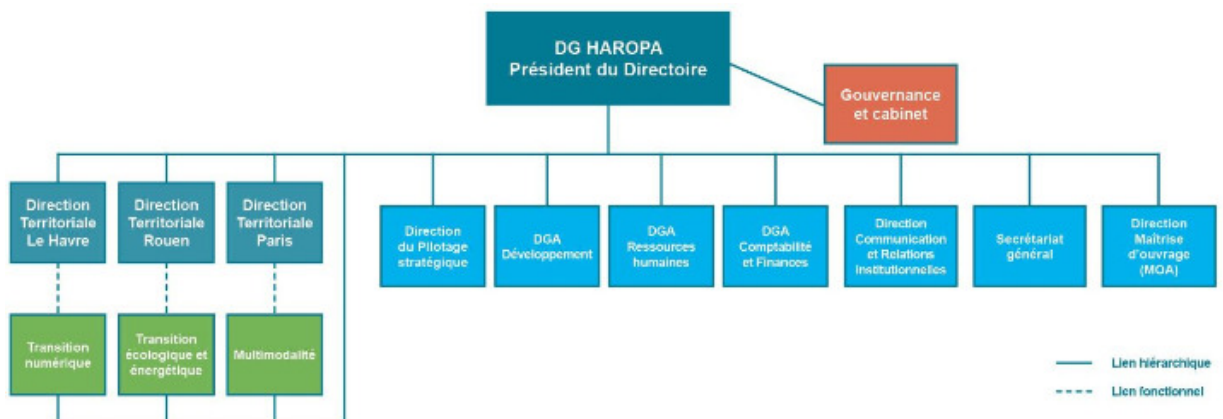 DG HAROPA
Président du Directoire
Gouvernance
et cabinet
Direction
Territoriale
Le Havre
Direction
Territoriale
Rouen
Direction
Territoriale
Paris
Direction
du Pilotage
stratégique
DGA
Développement
DGA
Ressources
humaines
DGA
Comptabilité
et Finances
Direction
Communication
et Relations
Institutionnelles
Secrétariat
général
Direction
Maîtrise
d'ouvrage
(MOA)
Transition
numérique
Transition
écologique et
énergétique
Multimodalité
Lien hiérarchique
Lien fonctionnel